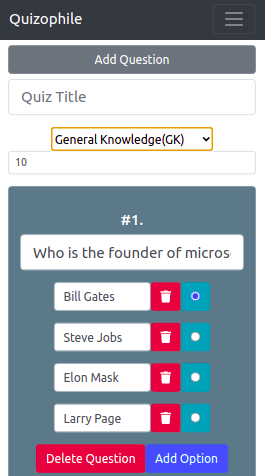 Quizophile
Add Question
Quiz Title
General Knowledge(GK)
10
#1.
Who is the founder of micros
Bill Gates
Steve Jobs
Elon Mask
Larry Page
Delete Question Add Option